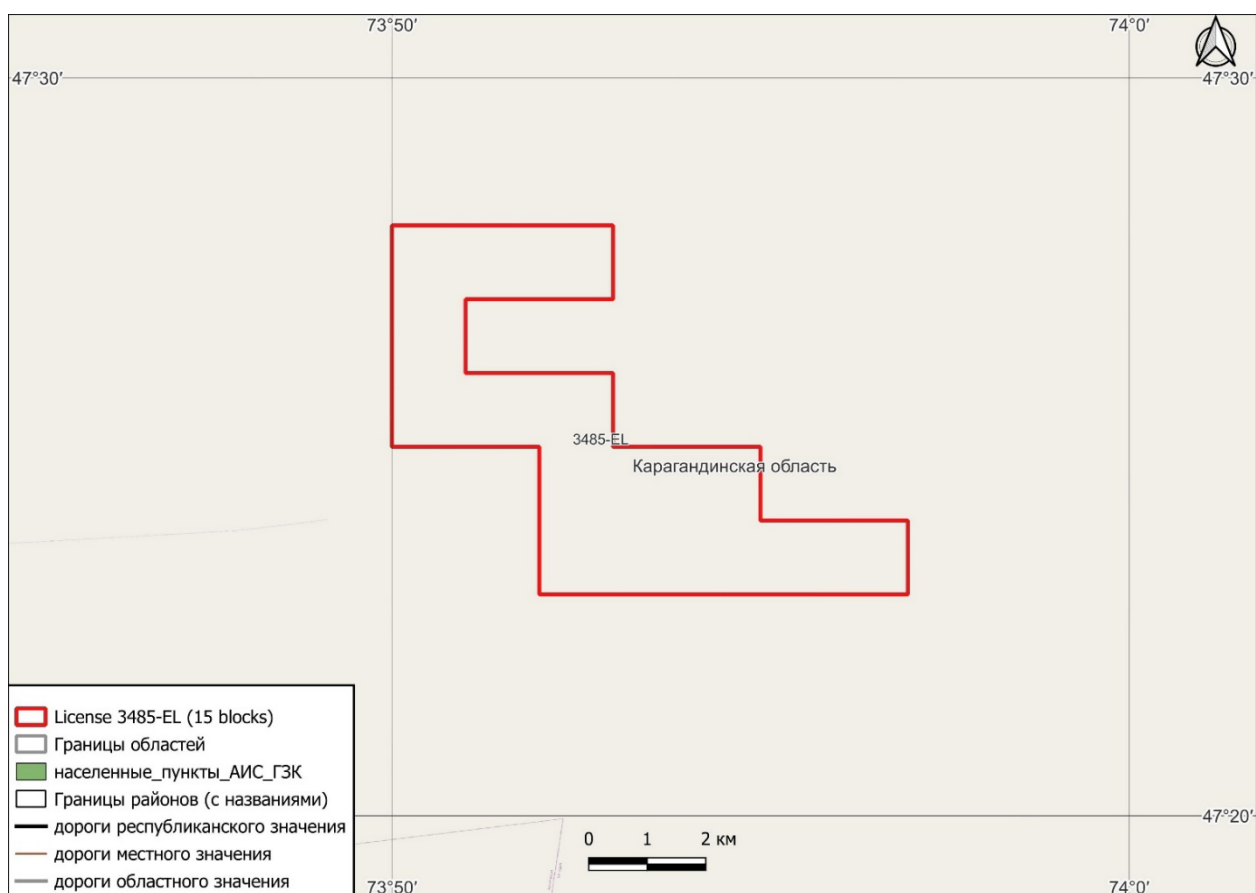 73°50′ 74°0′
47°30′ 47°30′
3485-EL
Карагандинская область
License 3485-EL (15 blocks)
Границы областей
населенные_пункты_АИС_ГЗК
Границы районов (с названиями)
дороги республиканского значения
дороги местного значения
дороги областного значения
0 1 2 км
47°20′
73°50′ 74°0′